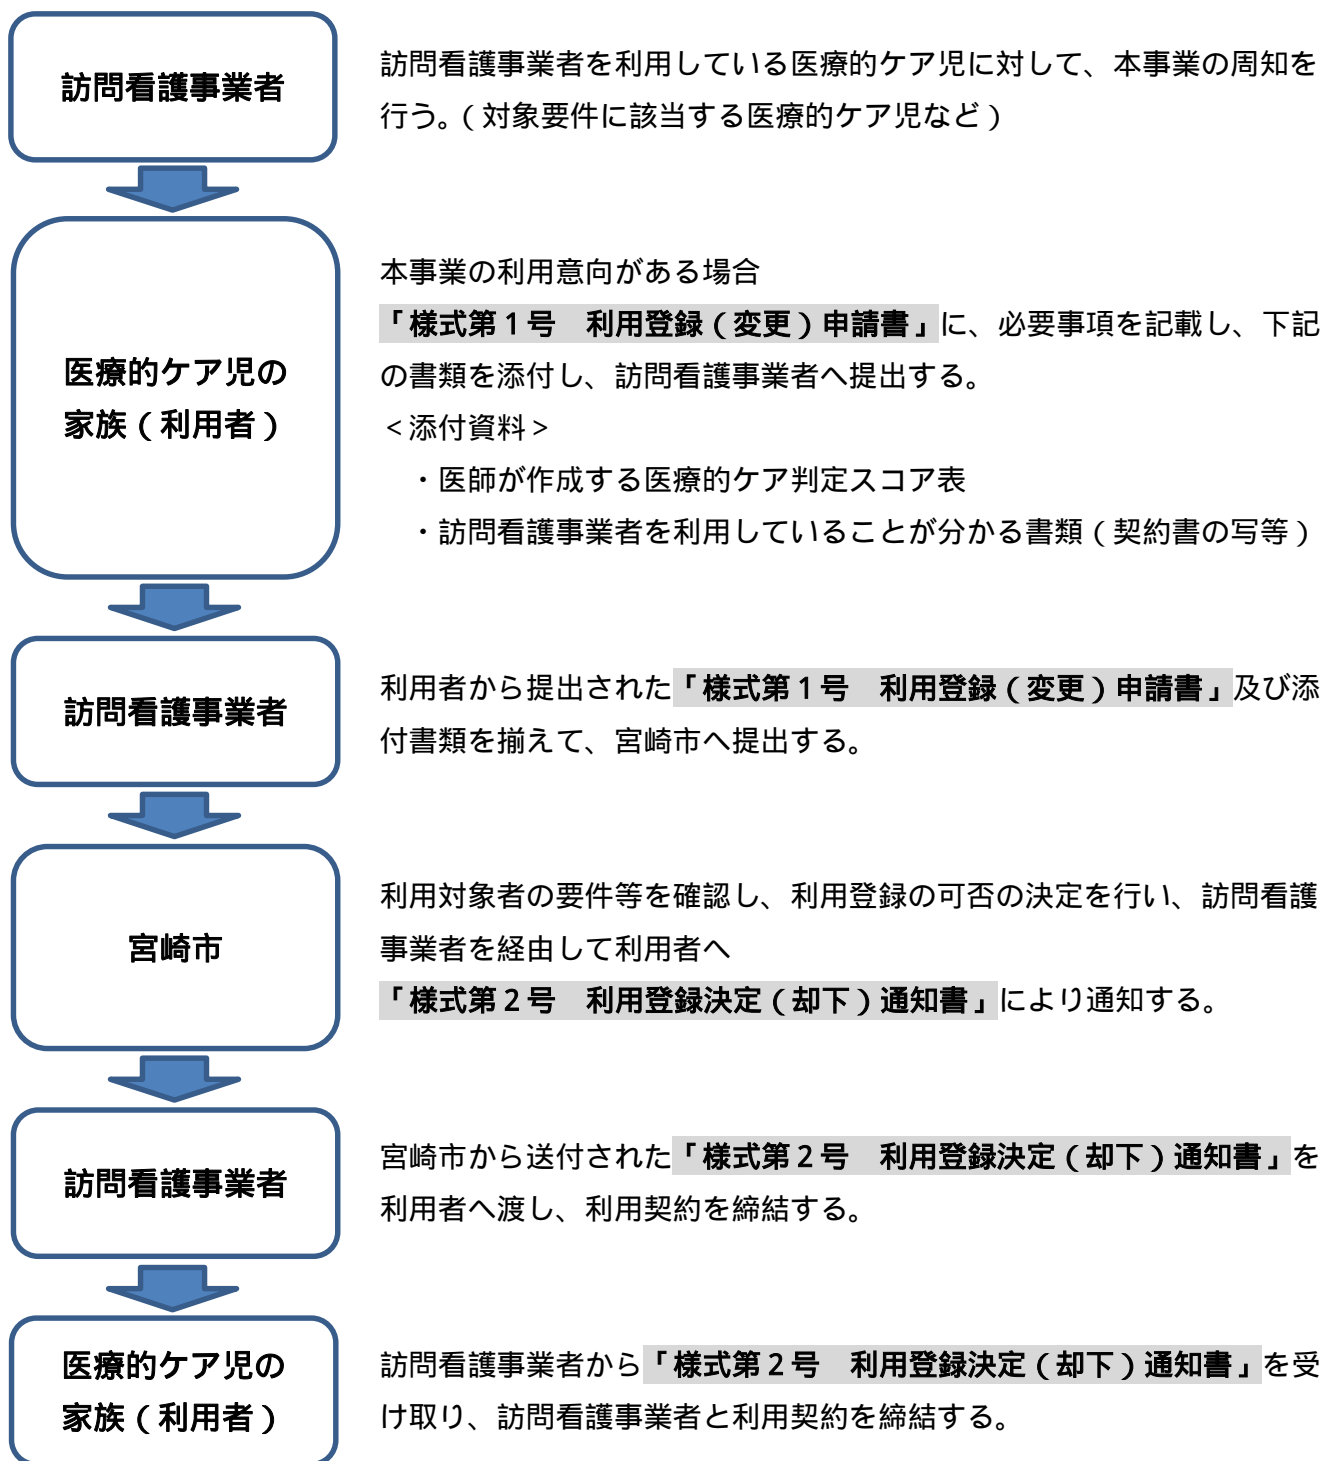 訪問看護事業者
訪問看護事業者を利用している医療的ケア児に対して、本事業の周知を
行う。（対象要件に該当する医療的ケア児など）
医療的ケア児の
家族（利用者）
本事業の利用意向がある場合
「様式第１号　利用登録（変更）申請書」に、必要事項を記載し、下記
の書類を添付し、訪問看護事業者へ提出する。
＜添付資料＞
・医師が作成する医療的ケア判定スコア表
・訪問看護事業者を利用していることが分かる書類（契約書の写等）
訪問看護事業者
利用者から提出された「様式第１号　利用登録（変更）申請書」及び添
付書類を揃えて、宮崎市へ提出する。
宮崎市
利用対象者の要件等を確認し、利用登録の可否の決定を行い、訪問看護
事業者を経由して利用者へ
「様式第２号　利用登録決定（却下）通知書」により通知する。
訪問看護事業者
宮崎市から送付された「様式第２号　利用登録決定（却下）通知書」を
利用者へ渡し、利用契約を締結する。
医療的ケア児の
家族（利用者）
訪問看護事業者から「様式第２号　利用登録決定（却下）通知書」を受
け取り、訪問看護事業者と利用契約を締結する。